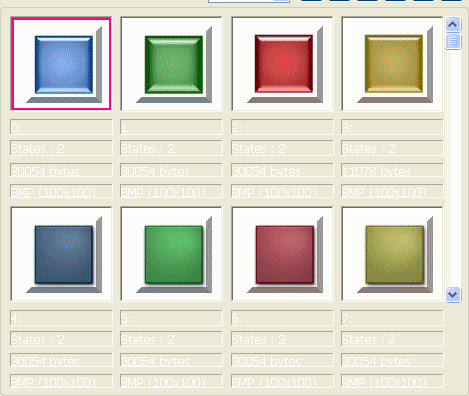 0: 1: 2: 3:
States : 2 States : 2 States : 2 States : 2
30054 bytes 30054 bytes 30054 bytes 11078 bytes
BMP (100x100) BMP (100x100) BMP (100x100) BMP (100x100)
4: 5: 6: 7:
States : 2 States : 2 States : 2 States : 2
30054 bytes 30054 bytes 30054 bytes 30054 bytes
BMP (100x100) BMP (100x100) BMP (100x100) BMP (100x100)